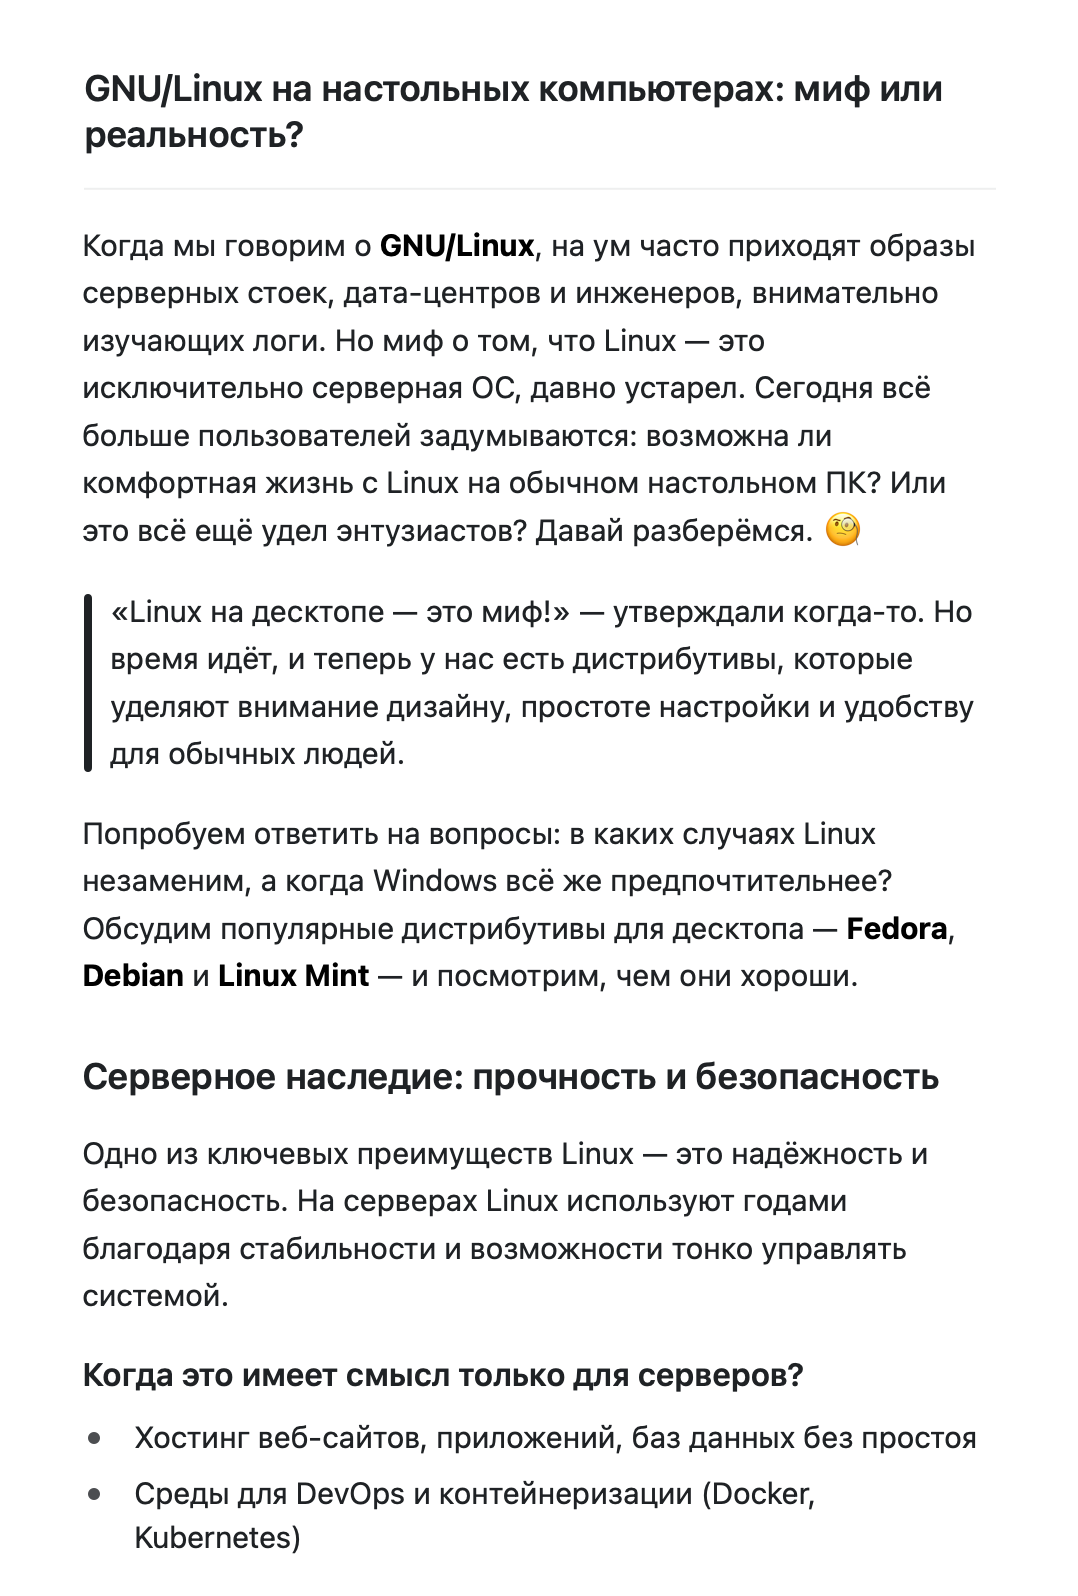 GNU/Linux на настольных компьютерах: миф или
реальность?
Когда мы говорим о GNU/Linux, на ум часто приходят образы
серверных стоек, дата-центров и инженеров, внимательно
изучающих логи. Но миф о том, что Linux — это
исключительно серверная ОС, давно устарел. Сегодня всё
больше пользователей задумываются: возможна ли
комфортная жизнь с Linux на обычном настольном ПК? Или
это всё ещё удел энтузиастов? Давай разберёмся. 🧐
«Linux на десктопе — это миф!» — утверждали когда-то. Но
время идёт, и теперь у нас есть дистрибутивы, которые
уделяют внимание дизайну, простоте настройки и удобству
для обычных людей.
Попробуем ответить на вопросы: в каких случаях Linux
незаменим, а когда Windows всё же предпочтительнее?
Обсудим популярные дистрибутивы для десктопа — Fedora,
Debian и Linux Mint — и посмотрим, чем они хороши.
Серверное наследие: прочность и безопасность
Одно из ключевых преимуществ Linux — это надёжность и
безопасность. На серверах Linux используют годами
благодаря стабильности и возможности тонко управлять
системой.
Когда это имеет смысл только для серверов?
• Хостинг веб-сайтов, приложений, баз данных без простоя
• Среды для DevOps и контейнеризации (Docker,
Kubernetes)